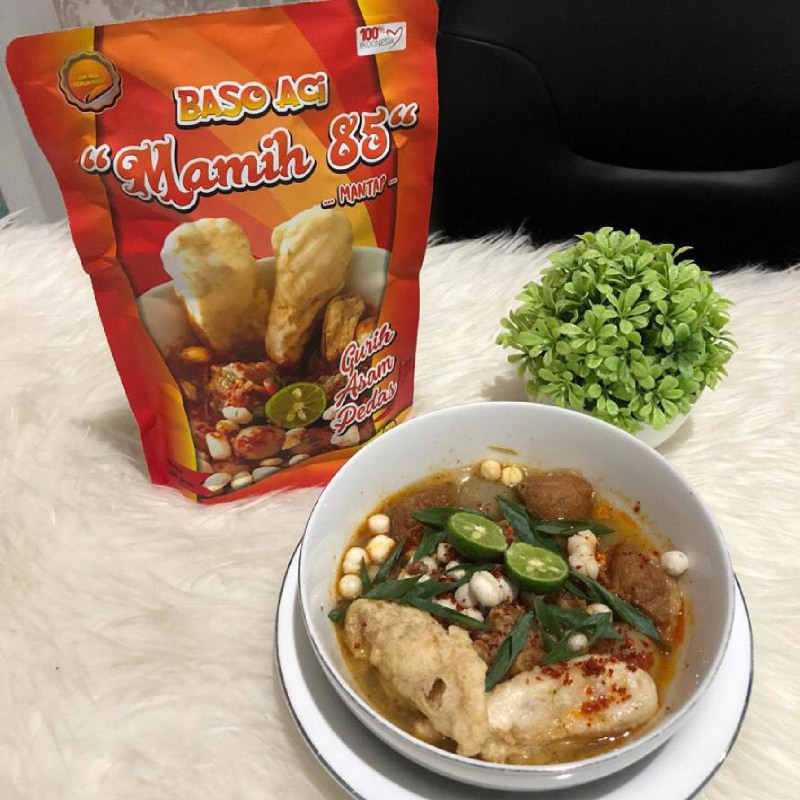 100%
INDONESIA
BASO ACi
“Mamih 85“
... MANTAP ...
Gurih
Asam
Pedas